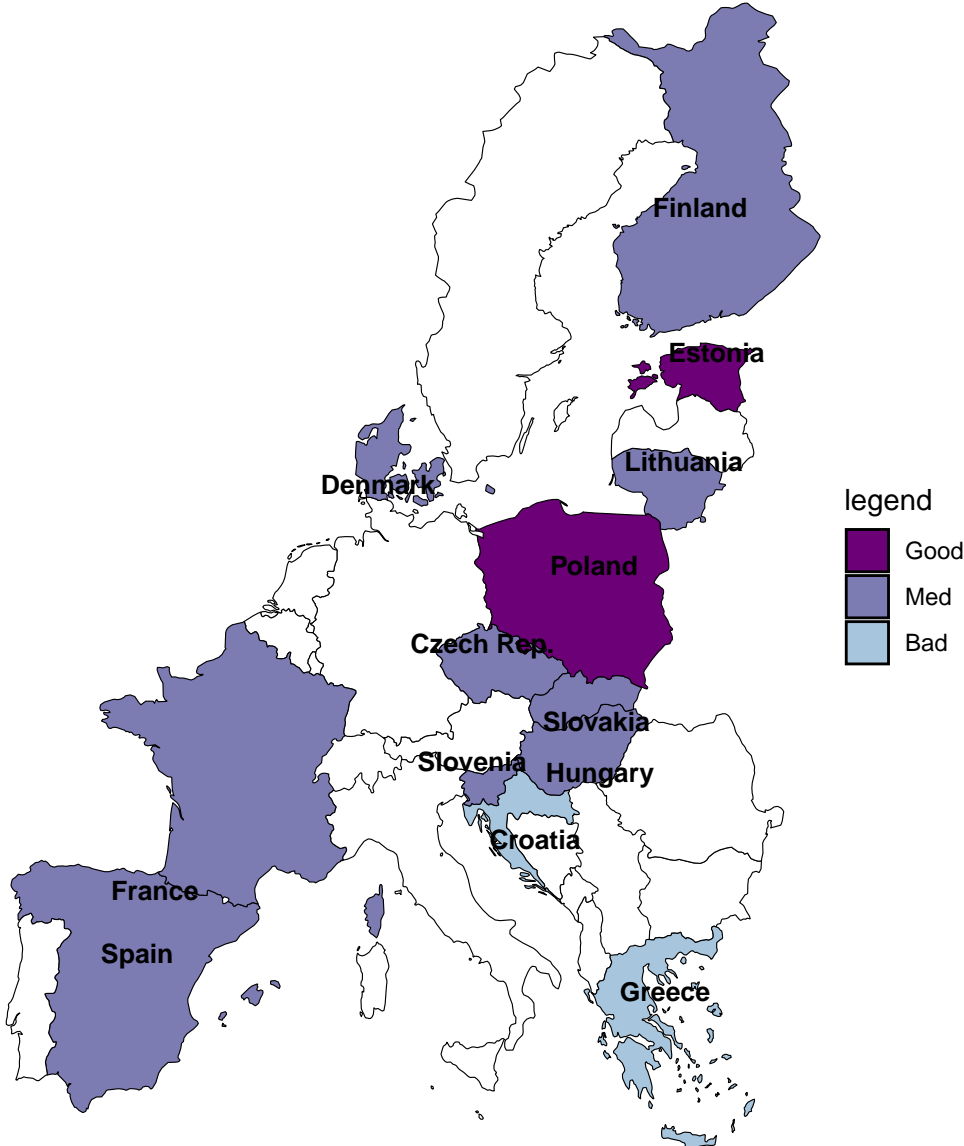 Finland
Estonia
Lithuania
Denmark
legend
Good
Poland
Med
Bad
Czech Rep.
Slovakia
Slovenia
Hungary
Croatia
France
Spain
Greece